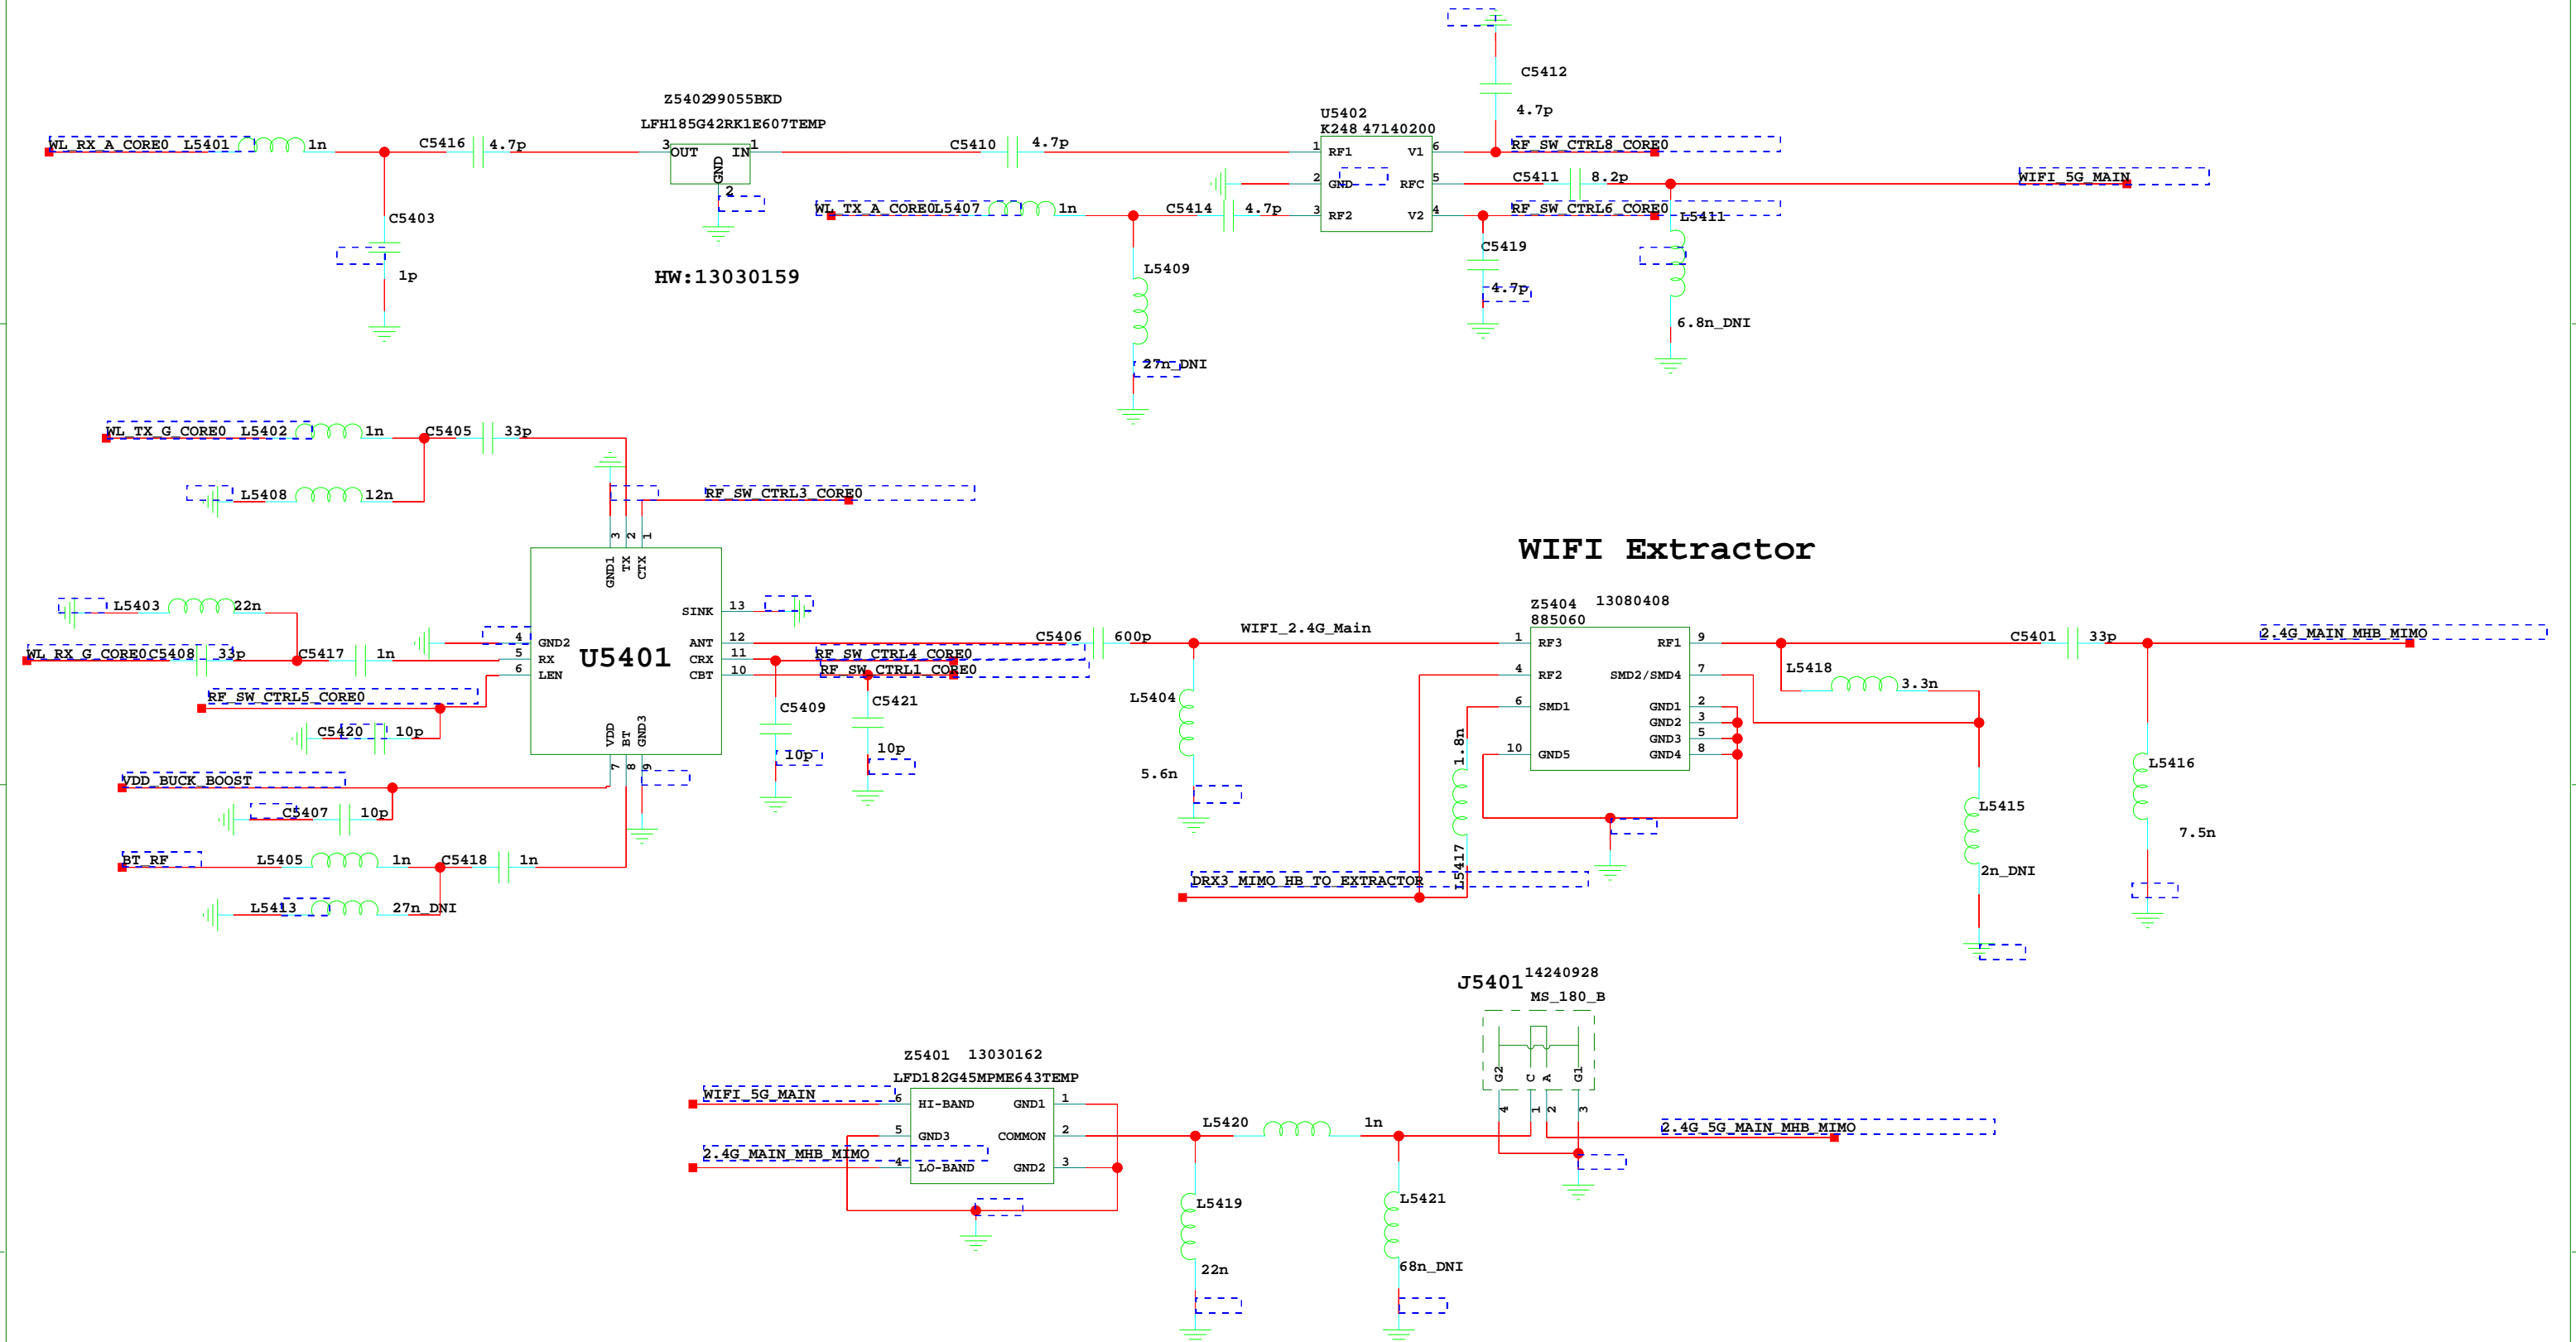 C5412
4.7p
Z5402 99055BKD
LFH185G42RK1E607TEMP
U5402
K248 47140200
WL_RX_A_CORE0 L5401 1n
C5416 4.7p
3 OUT IN 1
GND
2
C5410 4.7p
1 RF1 V1 6
RF_SW_CTRL8_CORE0
2 GND RFC 5
C5411 8.2p
WIFI_5G_MAIN
WL_TX_A_CORE0 L5407 1n
C5414 4.7p
3 RF2 V2 4
RF_SW_CTRL6_CORE0
L5411
C5403
1p
C5419
4.7p
L5409
HW:13030159
6.8n_DNI
27n_DNI
WL_TX_G_CORE0 L5402 1n
C5405 33p
L5408 12n
RF_SW_CTRL3_CORE0
3 2 1
GND1 TX CTX
WIFI Extractor
L5403 22n
SINK 13
Z5404 13080408
885060
4 GND2
ANT 12
C5406 600p
WIFI_2.4G_Main
1 RF3 RF1 9
C5401 33p
2.4G_MAIN_MHB_MIMO
WL_RX_G_CORE0 C5408 33p
C5417 1n
5 RX
U5401
CRX 11
RF_SW_CTRL4_CORE0
6 LEN
CBT 10
RF_SW_CTRL1_CORE0
4 RF2 SMD2/SMD4 7
L5418 3.3n
RF_SW_CTRL5_CORE0
C5409
C5421
L5404
6 SMD1 GND1 2
GND2 3
C5420 10p
VDD BT GND3
7 8 9
10p
10p
GND3 5
10 GND5 GND4 8
1.8n
5.6n
L5416
VDD_BUCK_BOOST
C5407 10p
L5415
7.5n
BT_RF L5405 1n
C5418 1n
L5417
2n_DNI
DRX3_MIMO_HB_TO_EXTRACTOR
L5413 27n_DNI
J5401 14240928
MS_180_B
Z5401 13030162
LFD182G45MPME643TEMP
G2 C A G1
4 1 2 3
WIFI_5G_MAIN
6 HI-BAND GND1 1
5 GND3 COMMON 2
L5420 1n
2.4G_5G_MAIN_MHB_MIMO
2.4G_MAIN_MHB_MIMO
4 LO-BAND GND2 3
L5419
L5421
22n
68n_DNI